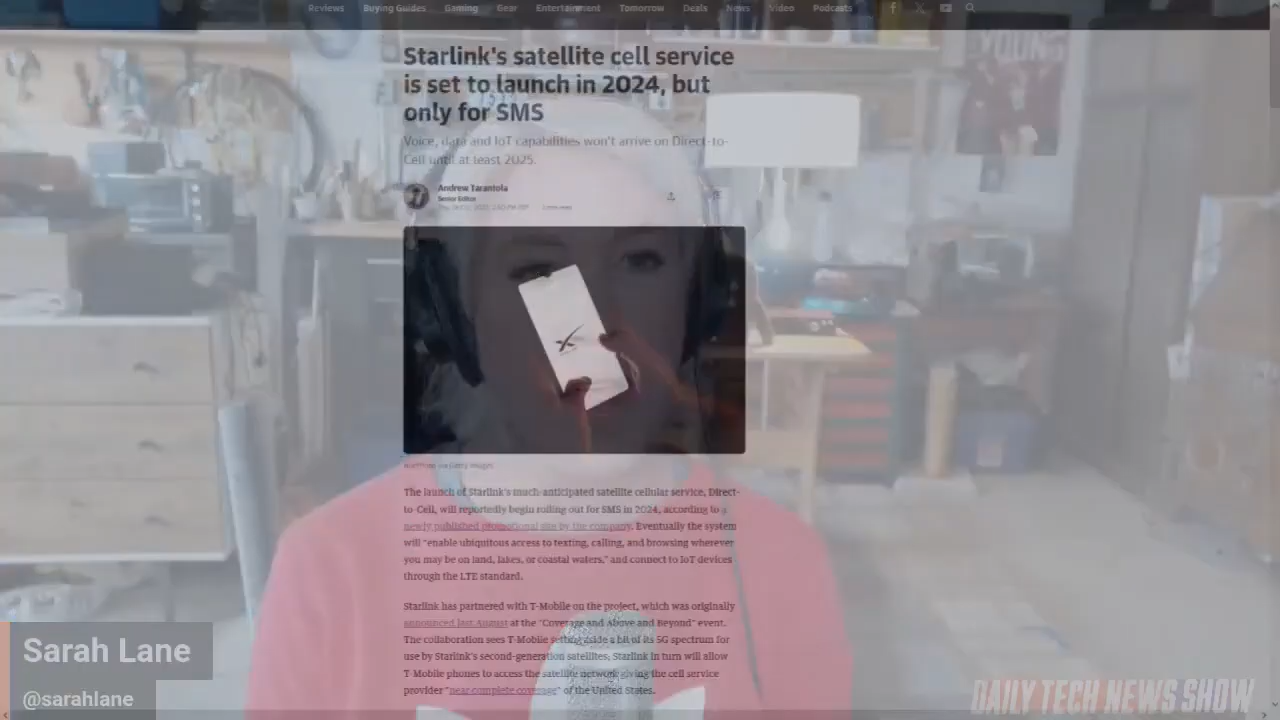 Reviews Buying Guides Gaming Gear Entertainment Tomorrow Deals News Video Podcasts
YOUNG
Starlink's satellite cell service
is set to launch in 2024, but
only for SMS
Voice, data and IoT capabilities won't arrive on Direct-to-
Cell until at least 2025.
Andrew Tarantola
Senior Editor
The launch of Starlink's much-anticipated satellite cellular service, Direct-
to-Cell, will reportedly begin rolling out for SMS in 2024, according to a
newly published promotional site by the company. Eventually the system
will "enable ubiquitous access to texting, calling, and browsing wherever
you may be on land, lakes, or coastal waters," and connect to IoT devices
through the LTE standard.
Starlink has partnered with T-Mobile on the project, which was originally
announced last August at the "Coverage and Above and Beyond" event.
The collaboration sees T-Mobile setting aside a bit of its 5G spectrum for
use by Starlink's second-generation satellites; Starlink in turn will allow
T-Mobile phones to access the satellite network giving the cell service
provider "near complete coverage" of the United States.
Sarah Lane
@sarahlane
DAILY TECH NEWS SHOW